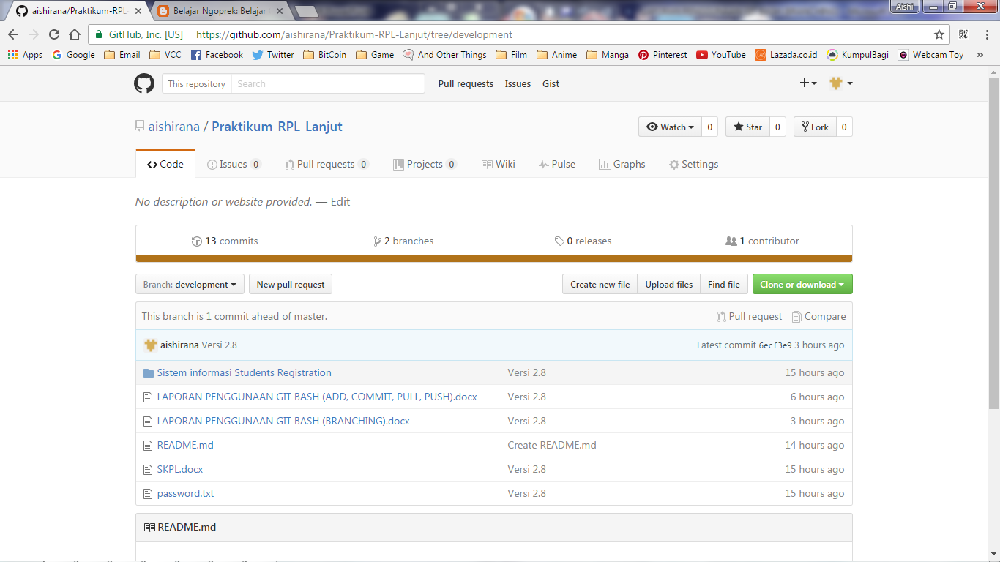 aishirana/Praktikum-RPL- Belajar Ngoprek: Belajar Aishi
GitHub, Inc. [US] https://github.com/aishirana/Praktikum-RPL-Lanjut/tree/development
Apps Google Email VCC Facebook Twitter BitCoin Game And Other Things Film Anime Manga Pinterest YouTube Lazada.co.id KumpulBagi Webcam Toy »
This repository Search Pull requests Issues Gist
aishirana / Praktikum-RPL-Lanjut Watch 0 Star 0 Fork 0
Code Issues 0 Pull requests 0 Projects 0 Wiki Pulse Graphs Settings
No description or website provided. — Edit
13 commits 2 branches 0 releases 1 contributor
Branch: development New pull request Create new file Upload files Find file Clone or download
This branch is 1 commit ahead of master. Pull request Compare
aishirana Versi 2.8 Latest commit 6ecf3e9 3 hours ago
Sistem informasi Students Registration Versi 2.8 15 hours ago
LAPORAN PENGGUNAAN GIT BASH (ADD, COMMIT, PULL, PUSH).docx Versi 2.8 6 hours ago
LAPORAN PENGGUNAAN GIT BASH (BRANCHING).docx Versi 2.8 3 hours ago
README.md Create README.md 14 hours ago
SKPL.docx Versi 2.8 15 hours ago
password.txt Versi 2.8 15 hours ago
README.md